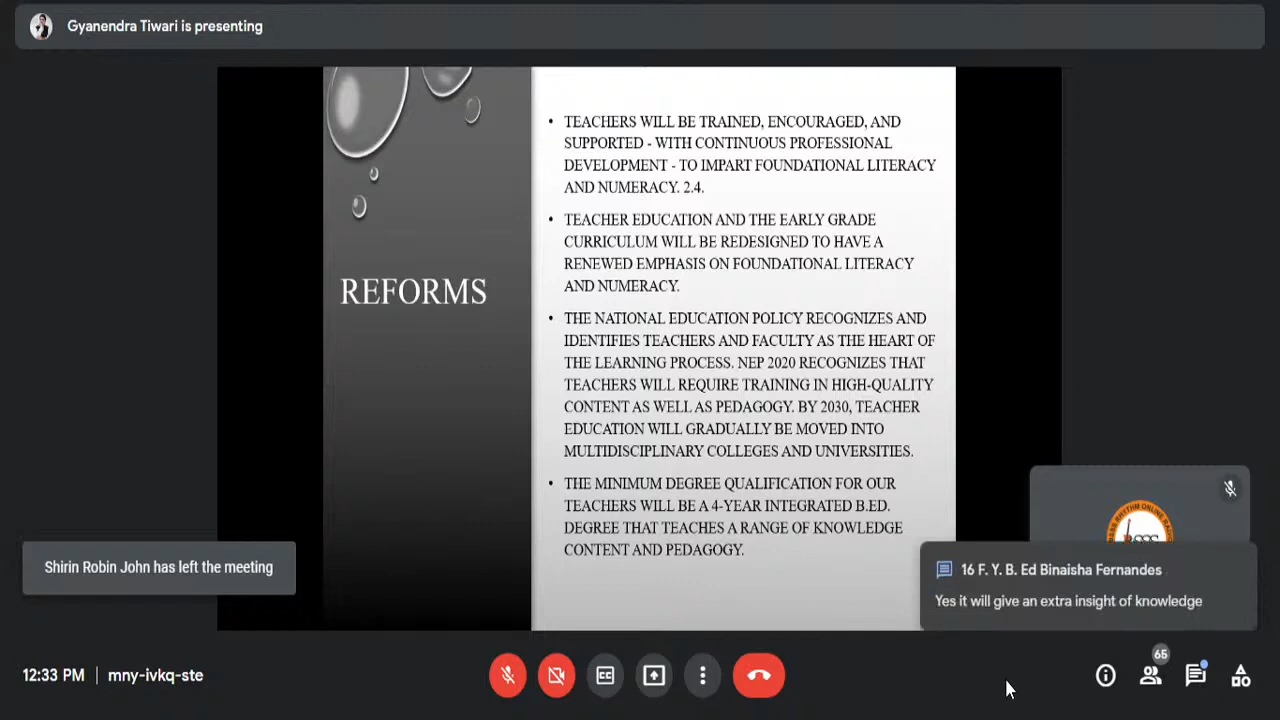 Gyanendra Tiwari is presenting
REFORMS
• TEACHERS WILL BE TRAINED, ENCOURAGED, AND
SUPPORTED - WITH CONTINUOUS PROFESSIONAL
DEVELOPMENT - TO IMPART FOUNDATIONAL LITERACY
AND NUMERACY. 2.4.
• TEACHER EDUCATION AND THE EARLY GRADE
CURRICULUM WILL BE REDESIGNED TO HAVE A
RENEWED EMPHASIS ON FOUNDATIONAL LITERACY
AND NUMERACY.
• THE NATIONAL EDUCATION POLICY RECOGNIZES AND
IDENTIFIES TEACHERS AND FACULTY AS THE HEART OF
THE LEARNING PROCESS. NEP 2020 RECOGNIZES THAT
TEACHERS WILL REQUIRE TRAINING IN HIGH-QUALITY
CONTENT AS WELL AS PEDAGOGY. BY 2030, TEACHER
EDUCATION WILL GRADUALLY BE MOVED INTO
MULTIDISCIPLINARY COLLEGES AND UNIVERSITIES.
• THE MINIMUM DEGREE QUALIFICATION FOR OUR
TEACHERS WILL BE A 4-YEAR INTEGRATED B.ED.
DEGREE THAT TEACHES A RANGE OF KNOWLEDGE
CONTENT AND PEDAGOGY.
Shirin Robin John has left the meeting
16 F. Y. B. Ed Binaisha Fernandes
Yes it will give an extra insight of knowledge
12:33 PM | mny-ivkq-ste
CC
65